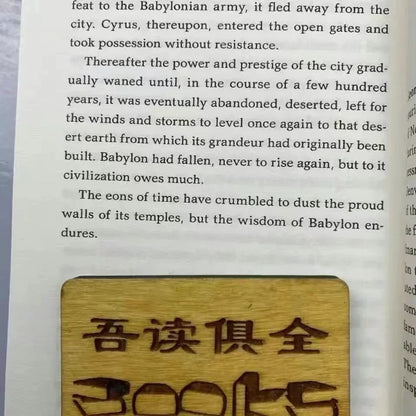 feat to the Babylonian army, it fled away from the
city. Cyrus, thereupon, entered the open gates and
took possession without resistance.
Thereafter the power and prestige of the city grad-
ually waned until, in the course of a few hundred
years, it was eventually abandoned, deserted, left for
the winds and storms to level once again to that des-
ert earth from which its grandeur had originally been
built. Babylon had fallen, never to rise again, but to it
civilization owes much.
The eons of time have crumbled to dust the proud
walls of its temples, but the wisdom of Babylon en-
dures.
吾读俱全